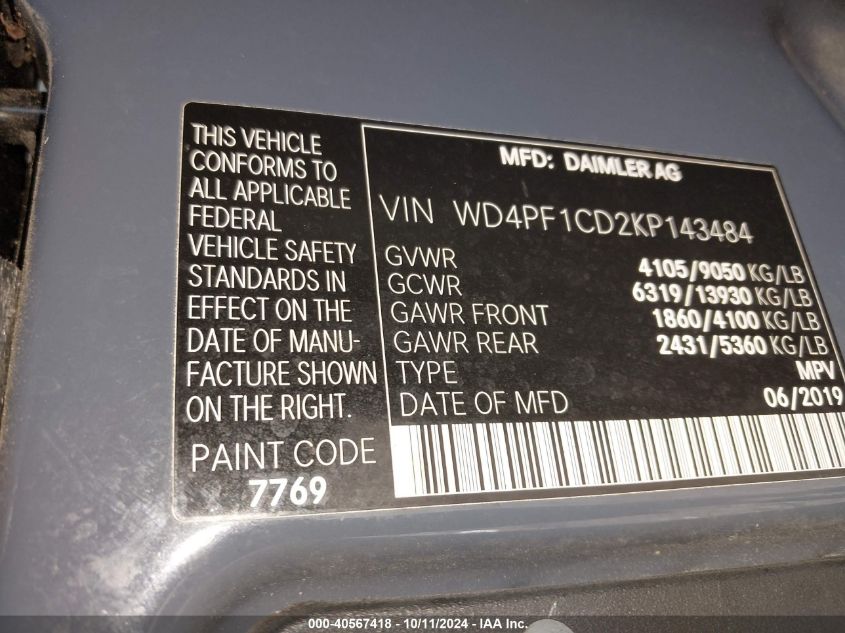 THIS VEHICLE
CONFORMS TO
ALL APPLICABLE
FEDERAL
VEHICLE SAFETY
STANDARDS IN
EFFECT ON THE
DATE OF MANU-
FACTURE SHOWN
ON THE RIGHT.
PAINT CODE
7769
MFD: DAIMLER AG
VIN WD4PF1CD2KP143484
GVWR 4105/9050 KG/LB
GCWR 6319/13930 KG/LB
GAWR FRONT 1860/4100 KG/LB
GAWR REAR 2431/5360 KG/LB
TYPE MPV
DATE OF MFD 06/2019
000-40567418 - 10/11/2024 - IAA Inc.